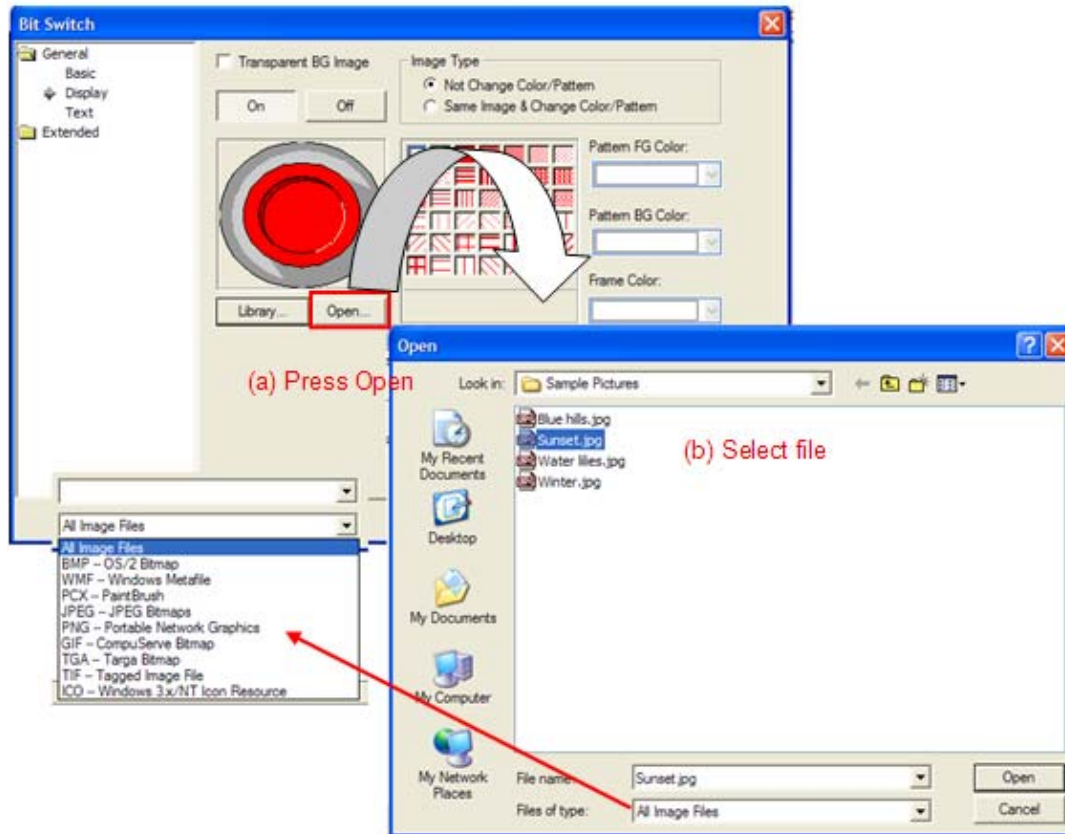 Bit Switch
General
Basic
Display
Text
Extended
Transparent BG Image
On
Off
Image Type
Not Change Color/Pattern
Same Image & Change Color/Pattern
Pattern FG Color:
Pattern BG Color:
Frame Color:
Library...
Open...
(a) Press Open
Open
Look in:
Sample Pictures
My Recent
Documents
Desktop
My Documents
My Computer
My Network
Places
Blue hills.jpg
Sunset.jpg
Water lilies.jpg
Winter.jpg
(b) Select file
File name:
Sunset.jpg
Open
Files of type:
All Image Files
Cancel
All Image Files
All Image Files
BMP – OS/2 Bitmap
WMF – Windows Metafile
PCX – PaintBrush
JPEG – JPEG Bitmaps
PNG – Portable Network Graphics
GIF – CompuServe Bitmap
TGA – Targa Bitmap
TIF – Tagged Image File
ICO – Windows 3.x/NT Icon Resource